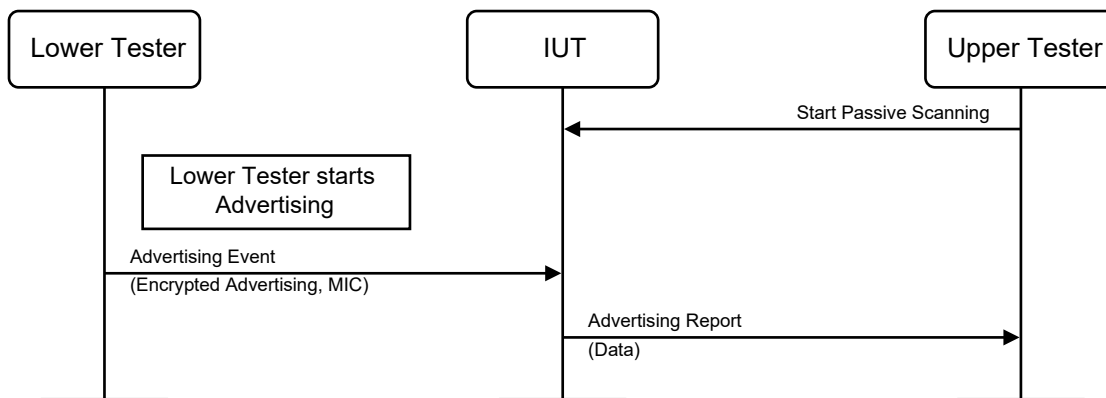 Lower Tester
IUT
Upper Tester
Start Passive Scanning
Lower Tester starts
Advertising
Advertising Event
(Encrypted Advertising, MIC)
Advertising Report
(Data)